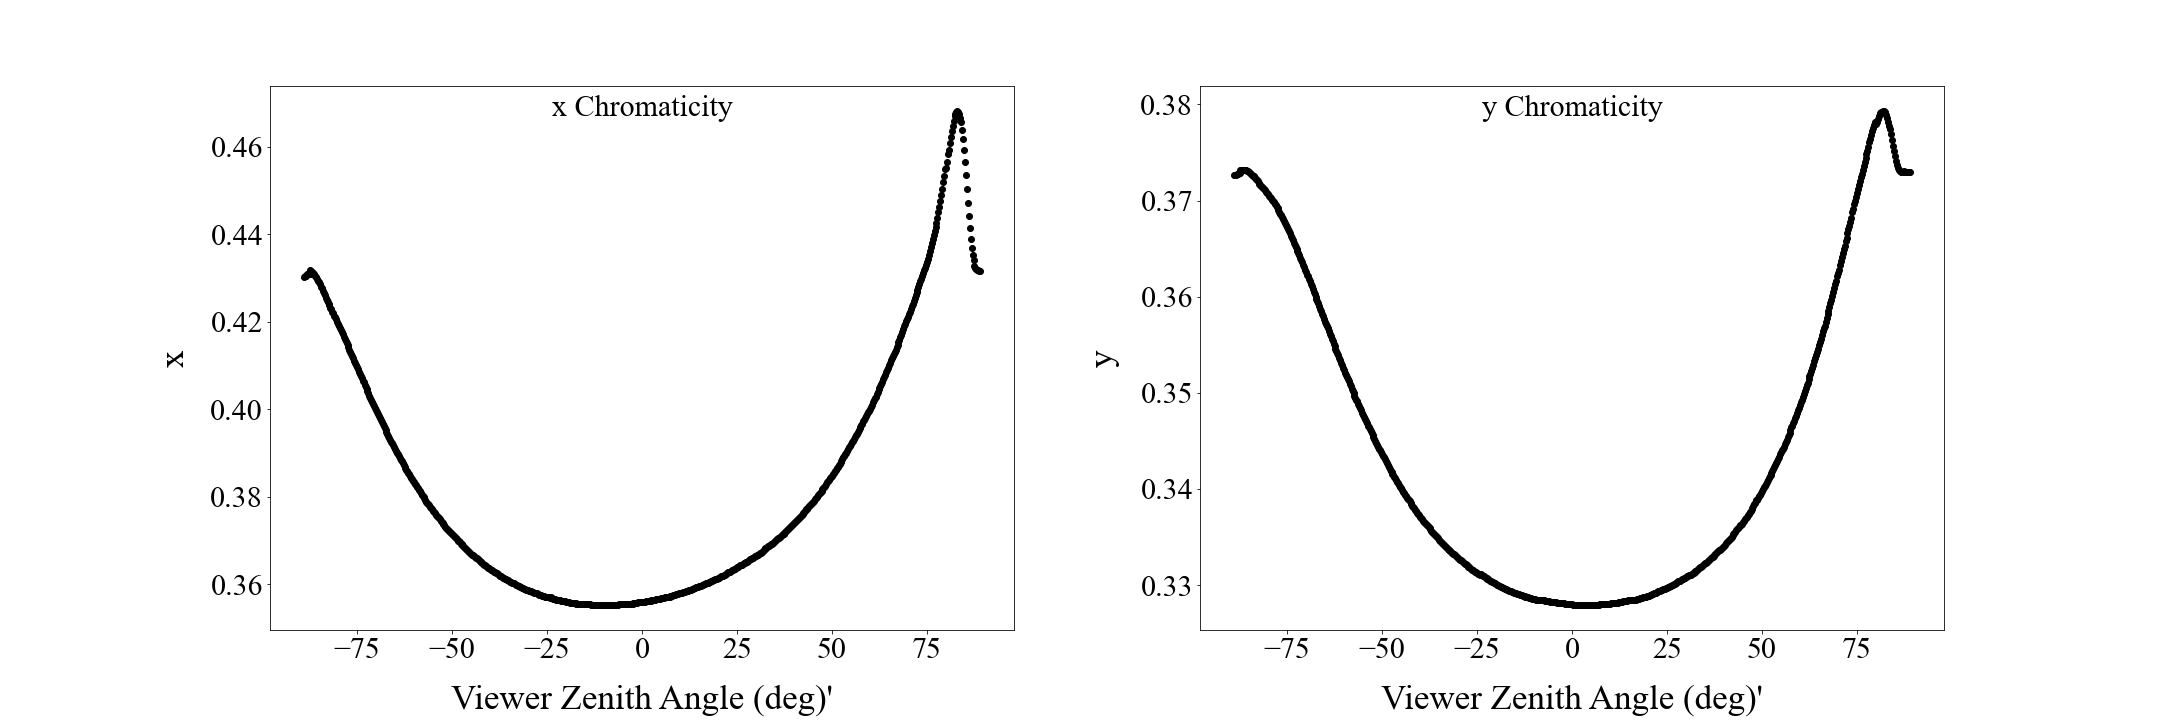 x Chromaticity
x
0.46
0.44
0.42
0.40
0.38
0.36
−75 −50 −25 0 25 50 75
Viewer Zenith Angle (deg)'
y Chromaticity
y
0.38
0.37
0.36
0.35
0.34
0.33
−75 −50 −25 0 25 50 75
Viewer Zenith Angle (deg)'